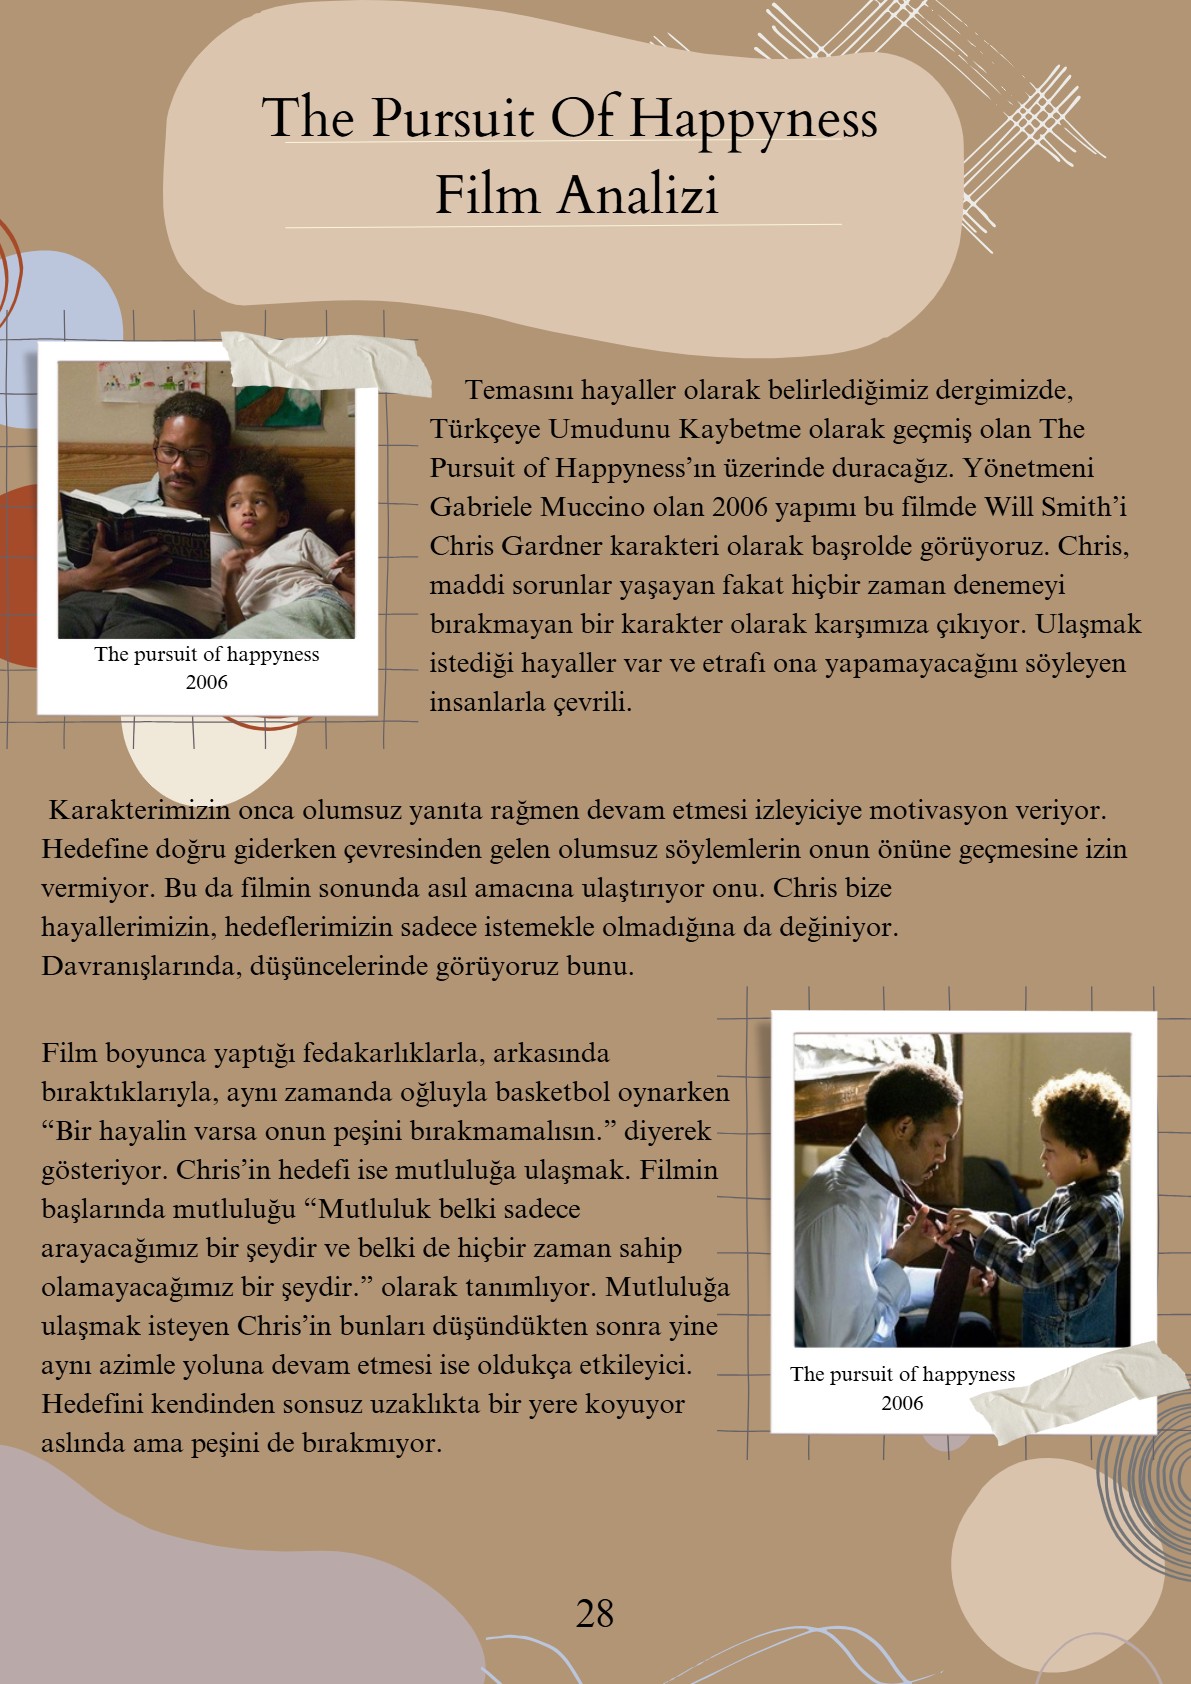 The Pursuit Of Happyness
Film Analizi
Temasını hayaller olarak belirlediğimiz dergimizde,
Türkçeye Umudunu Kaybetme olarak geçmiş olan The
Pursuit of Happyness’ın üzerinde duracağız. Yönetmeni
Gabriele Muccino olan 2006 yapımı bu filmde Will Smith’i
Chris Gardner karakteri olarak başrolde görüyoruz. Chris,
maddi sorunlar yaşayan fakat hiçbir zaman denemeyi
bırakmayan bir karakter olarak karşımıza çıkıyor. Ulaşmak
istediği hayaller var ve etrafı ona yapamayacağını söyleyen
insanlarla çevrili.
The pursuit of happyness
2006
Karakterimizin onca olumsuz yanıta rağmen devam etmesi izleyiciye motivasyon veriyor.
Hedefine doğru giderken çevresinden gelen olumsuz söylemlerin onun önüne geçmesine izin
vermiyor. Bu da filmin sonunda asıl amacına ulaştırıyor onu. Chris bize
hayallerimizin, hedeflerimizin sadece istemekle olmadığına da değiniyor.
Davranışlarında, düşüncelerinde görüyoruz bunu.
Film boyunca yaptığı fedakarlıklarla, arkasında
bıraktıklarıyla, aynı zamanda oğluyla basketbol oynarken
“Bir hayalin varsa onun peşini bırakmamalısın.” diyerek
gösteriyor. Chris’in hedefi ise mutluluğa ulaşmak. Filmin
başlarında mutluluğu “Mutluluk belki sadece
arayacağımız bir şeydir ve belki de hiçbir zaman sahip
olamayacağımız bir şeydir.” olarak tanımlıyor. Mutluluğa
ulaşmak isteyen Chris’in bunları düşündükten sonra yine
aynı azimle yoluna devam etmesi ise oldukça etkileyici.
Hedefini kendinden sonsuz uzaklıkta bir yere koyuyor
aslında ama peşini de bırakmıyor.
The pursuit of happyness
2006
28